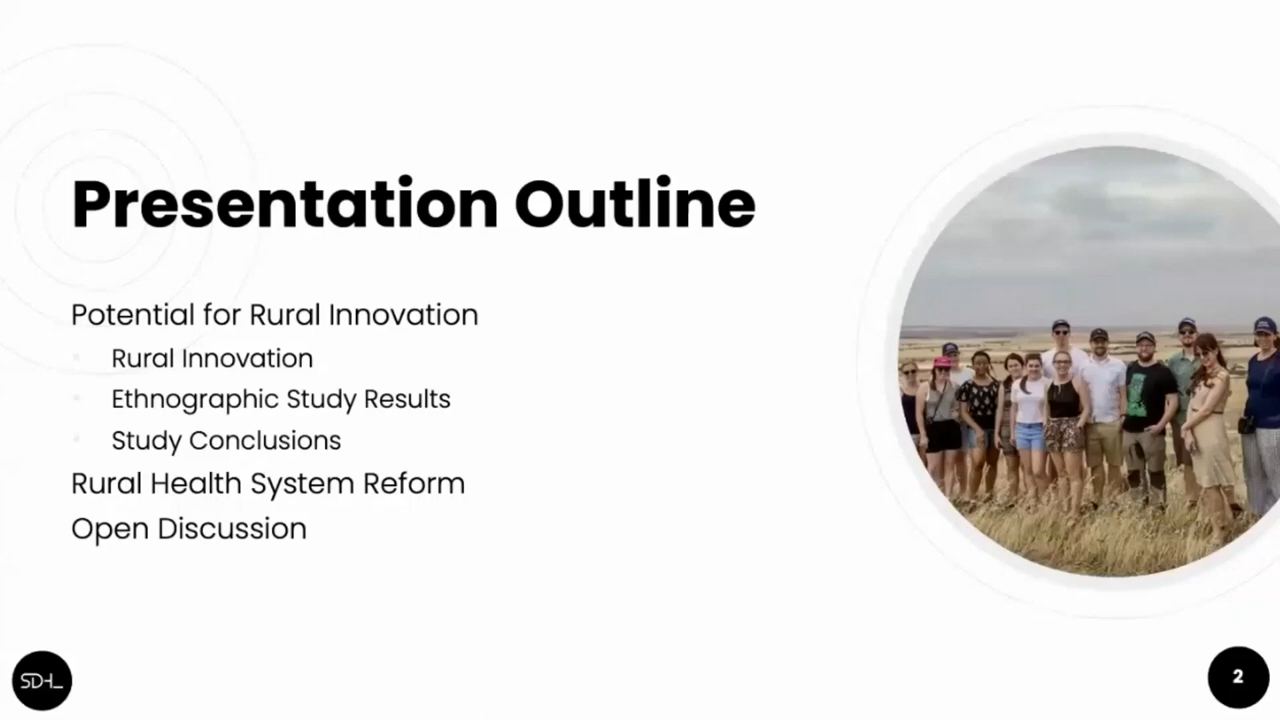 Presentation Outline
Potential for Rural Innovation
Rural Innovation
Ethnographic Study Results
Study Conclusions
Rural Health System Reform
Open Discussion
SDHL
2